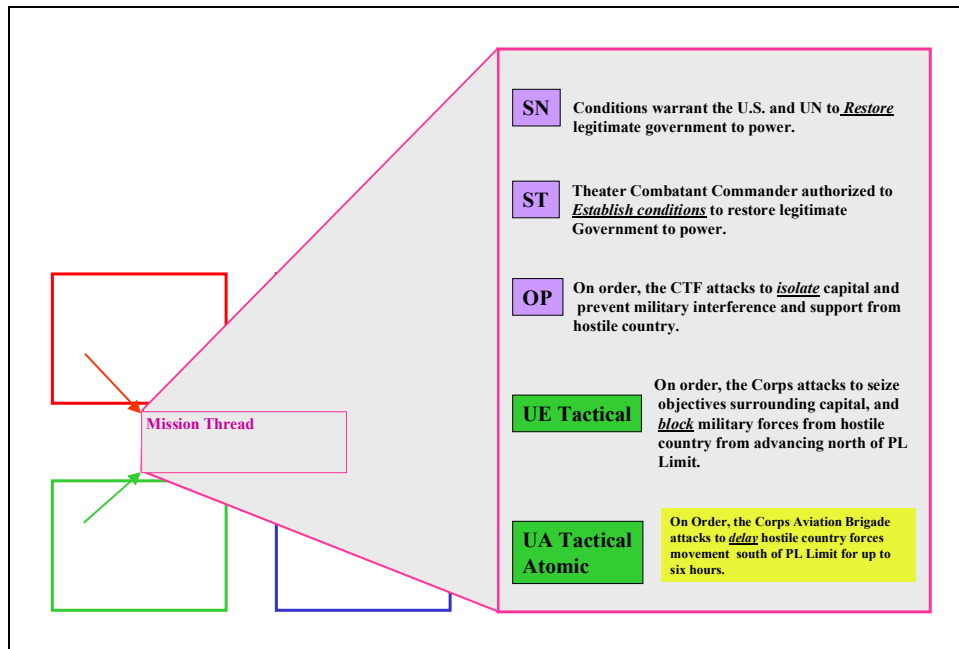 SN
Conditions warrant the U.S. and UN to Restore
legitimate government to power.
ST
Theater Combatant Commander authorized to
Establish conditions to restore legitimate
Government to power.
OP
On order, the CTF attacks to isolate capital and
prevent military interference and support from
hostile country.
Mission Thread
UE Tactical
On order, the Corps attacks to seize
objectives surrounding capital, and
block military forces from hostile
country from advancing north of PL
Limit.
UA Tactical
Atomic
On Order, the Corps Aviation Brigade
attacks to delay hostile country forces
movement south of PL Limit for up to
six hours.